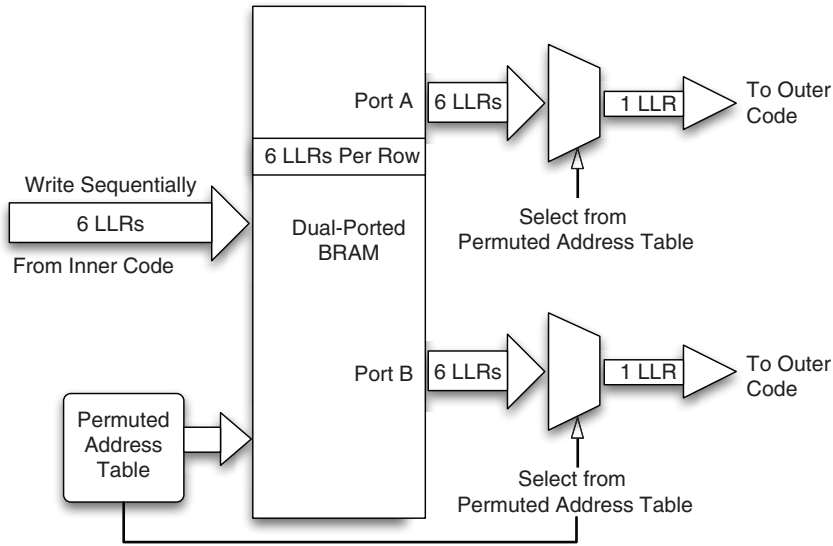 Port A
6 LLRs
1 LLR
To Outer
Code
6 LLRs Per Row
Write Sequentially
6 LLRs
From Inner Code
Select from
Permuted Address Table
Dual-Ported
BRAM
Port B
6 LLRs
1 LLR
To Outer
Code
Permuted
Address
Table
Select from
Permuted Address Table